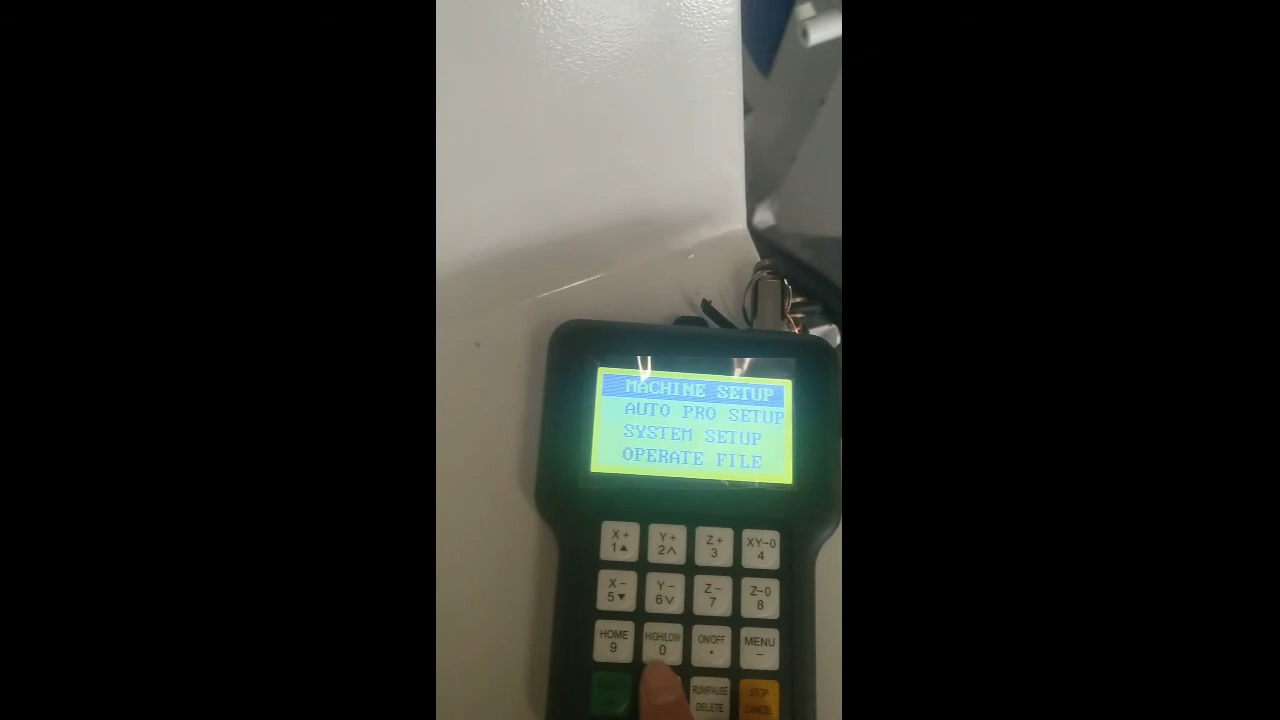 MACHINE SETUP
AUTO PRO SETUP
SYSTEM SETUP
OPERATE FILE
X+ Y+ Z+ XY-0
1▲ 2∧ 3 4
X- Y- Z- Z-0
5▼ 6∨ 7 8
HOME HIGH/LOW ON/OFF MENU
9 0 • -
RUN/PAUSE STOP
DELETE CANCEL